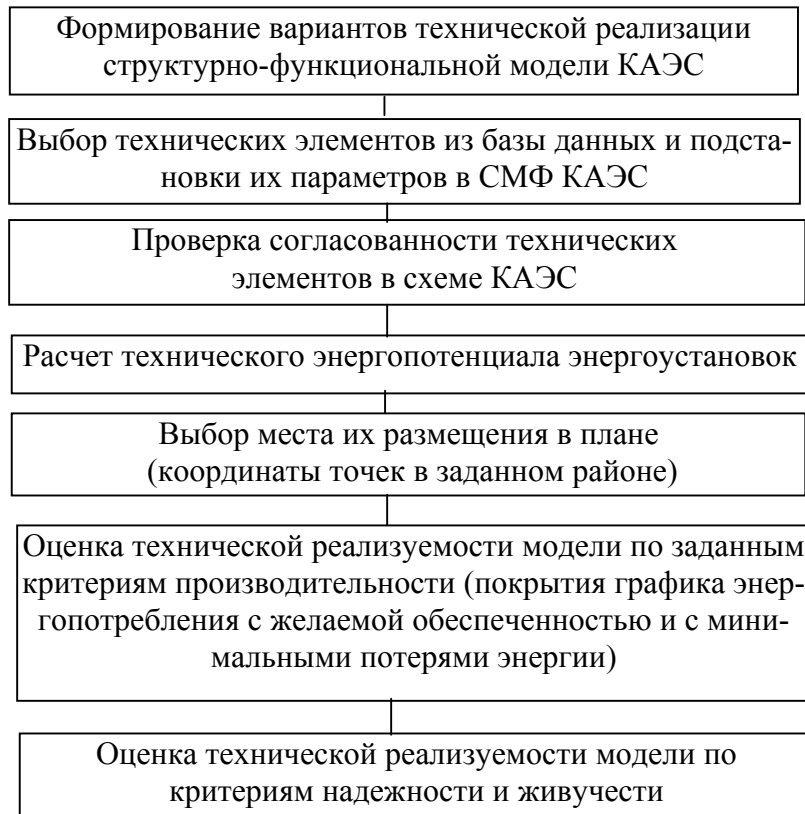 Формирование вариантов технической реализации
структурно-функциональной модели КАЭС
Выбор технических элементов из базы данных и подста-
новки их параметров в СМФ КАЭС
Проверка согласованности технических
элементов в схеме КАЭС
Расчет технического энергопотенциала энергоустановок
Выбор места их размещения в плане
(координаты точек в заданном районе)
Оценка технической реализуемости модели по заданным
критериям производительности (покрытия графика энер-
гопотребления с желаемой обеспеченностью и с мини-
мальными потерями энергии)
Оценка технической реализуемости модели по
критериям надежности и живучести